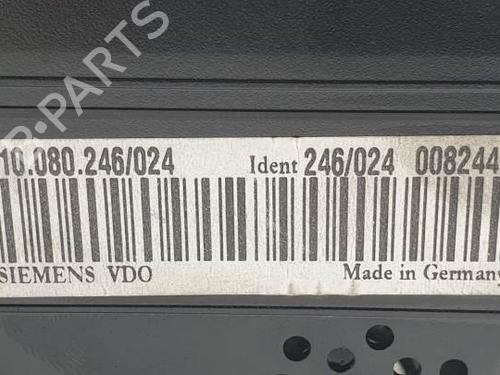 B-PARTS
10.080.246/024 Ident 246/024 008244
SIEMENS VDO Made in Germany